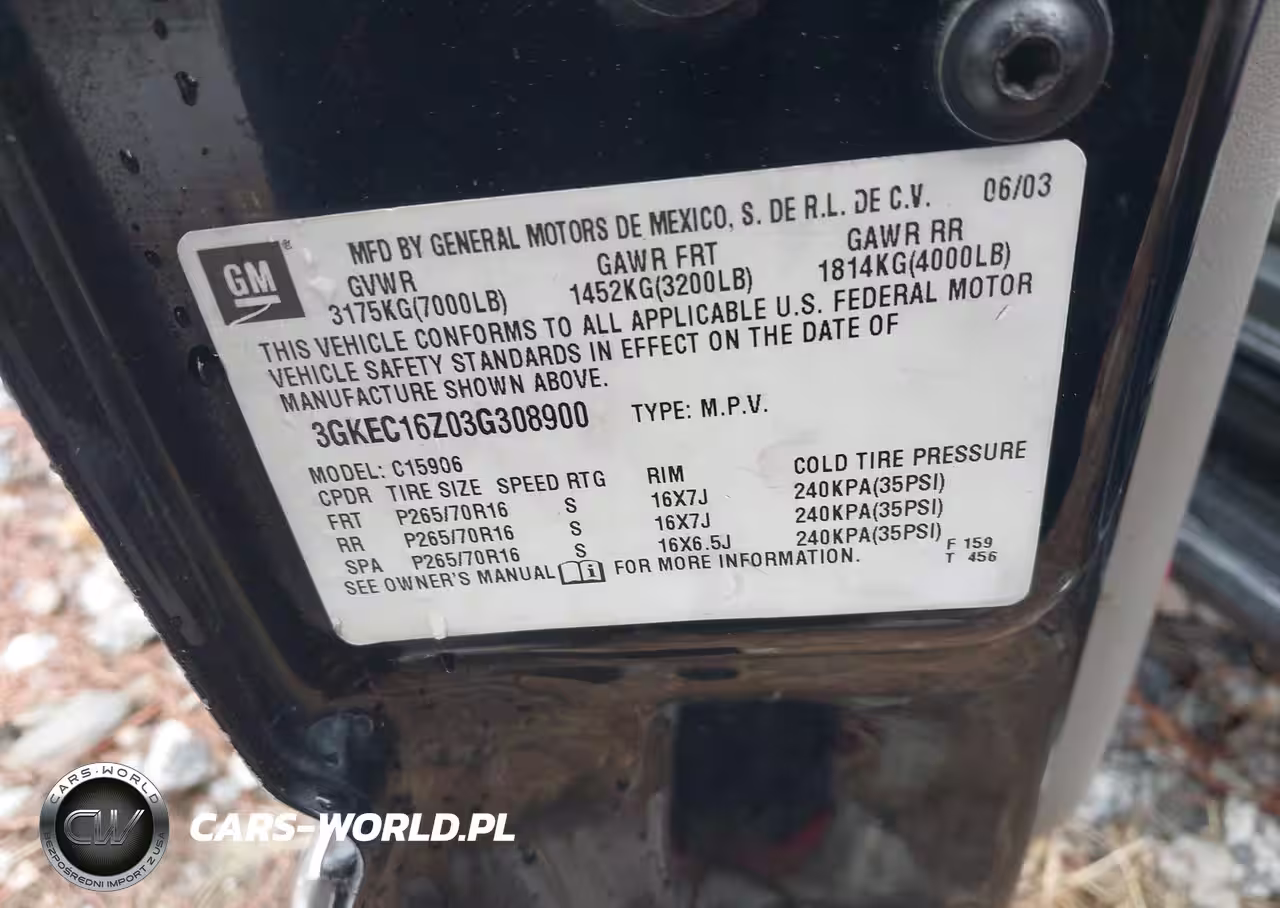 GM®
MFD BY GENERAL MOTORS DE MEXICO, S. DE R.L. DE C.V. 06/03
GVWR GAWR FRT GAWR RR
3175KG(7000LB) 1452KG(3200LB) 1814KG(4000LB)
THIS VEHICLE CONFORMS TO ALL APPLICABLE U.S. FEDERAL MOTOR
VEHICLE SAFETY STANDARDS IN EFFECT ON THE DATE OF
MANUFACTURE SHOWN ABOVE.
3GKEC16Z03G308900 TYPE: M.P.V.
MODEL: C15906
CPDR TIRE SIZE SPEED RTG RIM COLD TIRE PRESSURE
FRT P265/70R16 S 16X7J 240KPA(35PSI)
RR P265/70R16 S 16X7J 240KPA(35PSI)
SPA P265/70R16 S 16X6.5J 240KPA(35PSI)
SEE OWNER'S MANUAL FOR MORE INFORMATION.
F 159
T 456
CARS-WORLD
CW
BEZPOŚREDNI IMPORT Z USA
CARS-WORLD.PL